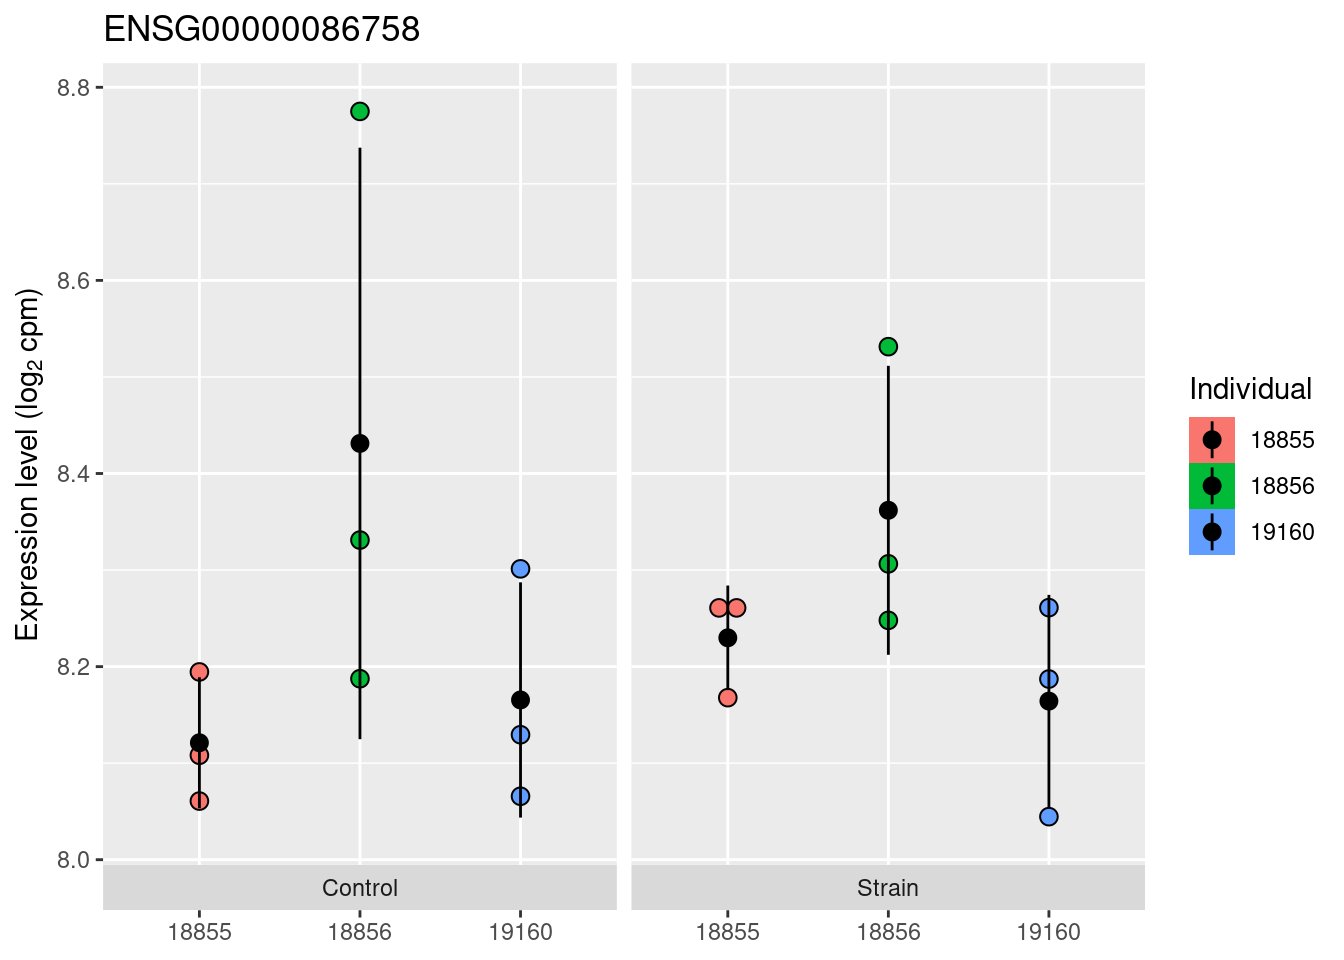 ENSG00000086758
Expression level (log2 cpm)
8.8
8.6
8.4
8.2
8.0
Control
Strain
18855
18856
19160
18855
18856
19160
Individual
18855
18856
19160